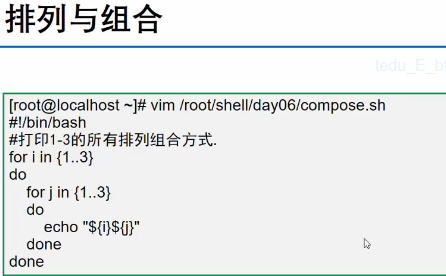 排列与组合
[root@localhost ~]# vim /root/shell/day06/compose.sh
#!/bin/bash
#打印1-3的所有排列组合方式.
for i in {1..3}
do
    for j in {1..3}
    do
        echo "${i}${j}"
    done
done